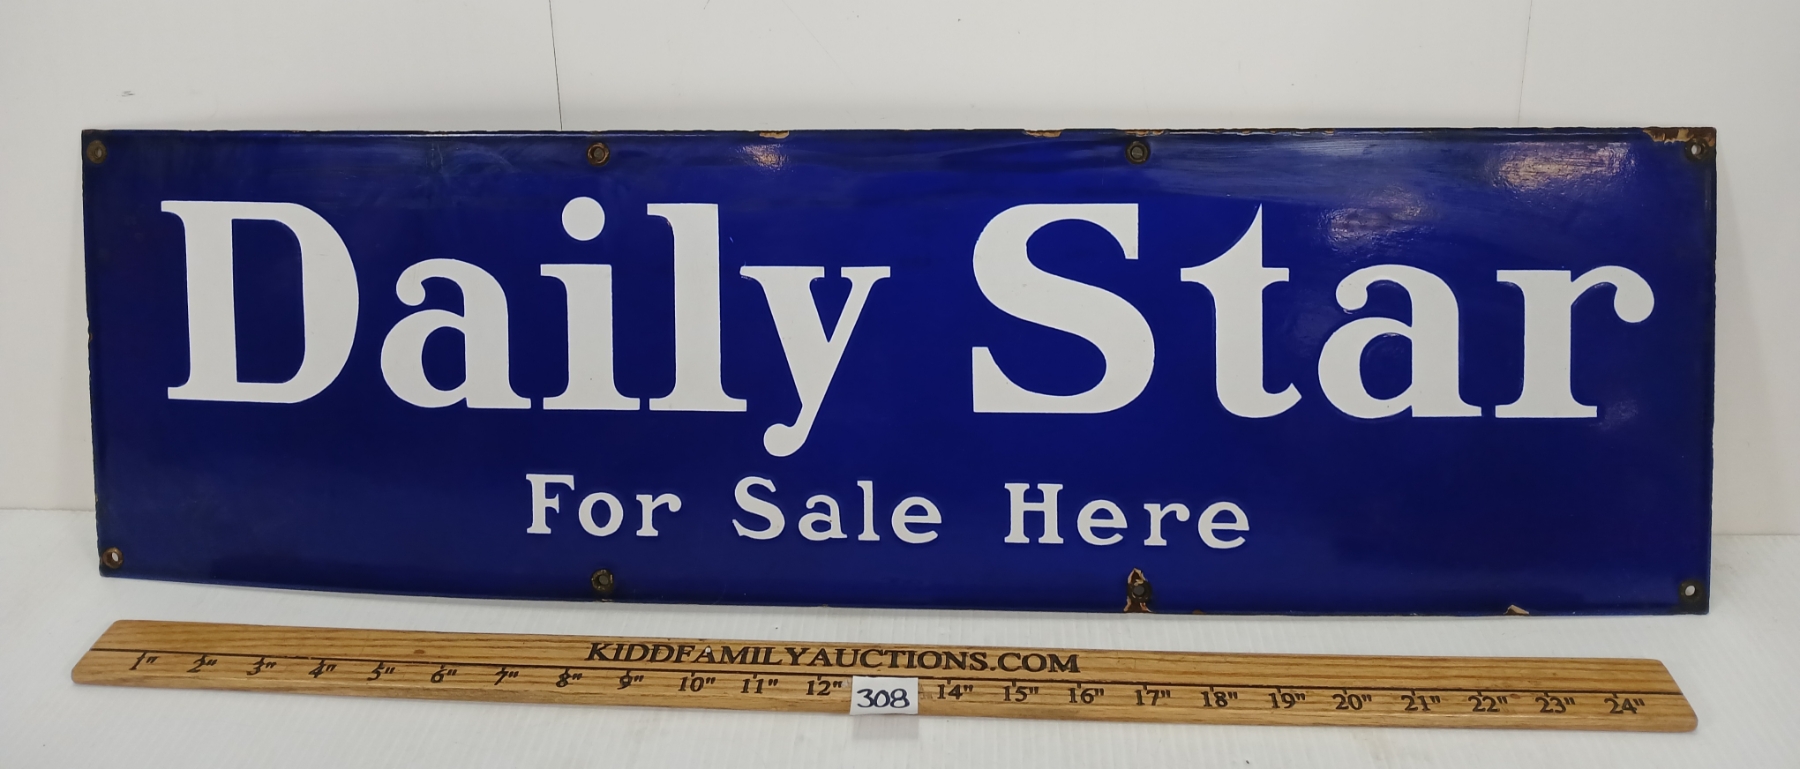 Daily Star
For Sale Here
KIDDFAMILYAUCTIONS.COM
1" 2" 3" 4" 5" 6" 7" 8" 9" 10" 11" 12" 308 14" 15" 16" 17" 18" 19" 20" 21" 22" 23" 24"